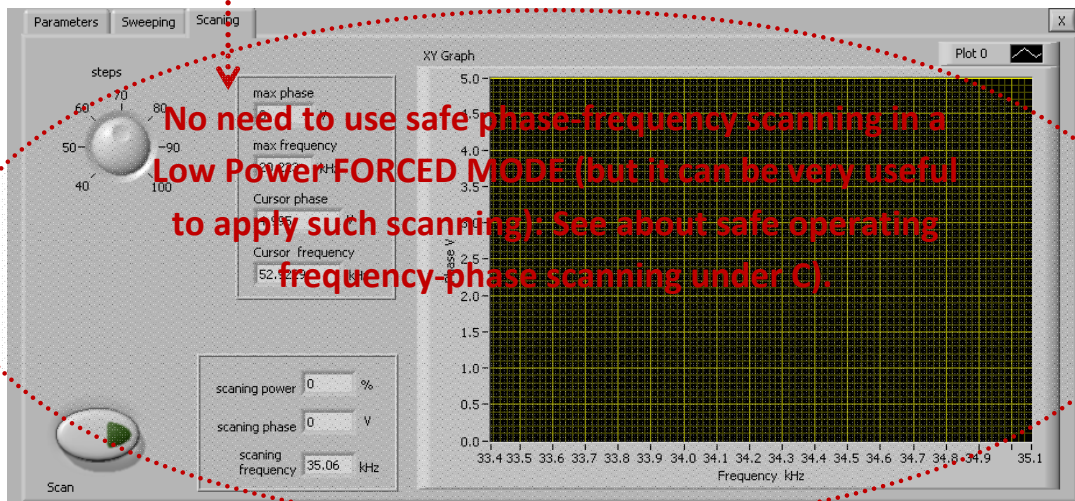 Parameters
Sweeping
Scaning
X
XY Graph
Plot 0
steps
40
50
60
70
80
90
100
max phase
V
max frequency
kHz
Cursor phase
V
Cursor frequency
kHz
No need to use safe phase-frequency scanning in a
Low Power FORCED MODE (but it can be very useful
to apply such scanning): See about safe operating
frequency-phase scanning under C).
5.0
4.5
4.0
3.5
3.0
2.5
2.0
1.5
1.0
0.5
0.0
33.4 33.5 33.6 33.7 33.8 33.9 34.0 34.1 34.2 34.3 34.4 34.5 34.6 34.7 34.8 34.9 35.1
Frequency kHz
scaning power 0 %
scaning phase 0 V
scaning
frequency 35.06 kHz
Scan